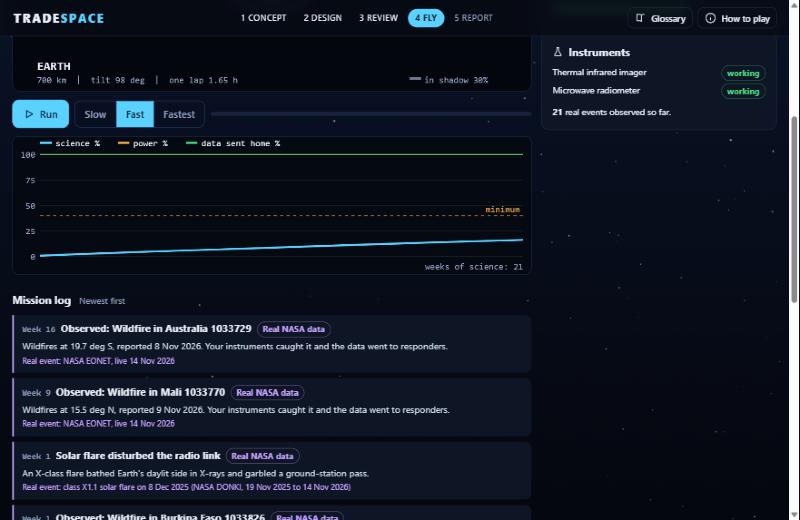 TRADESPACE
1 CONCEPT 2 DESIGN 3 REVIEW 4 FLY 5 REPORT
Glossary How to play
EARTH
700 km | tilt 98 deg | one lap 1.65 h
in shadow 30%
Run Slow Fast Fastest
science % power % data sent home %
100
75
50
minimum
25
0
weeks of science: 21
Mission log Newest first
Week 16 Observed: Wildfire in Australia 1033729 Real NASA data
Wildfires at 19.7 deg S, reported 8 Nov 2026. Your instruments caught it and the data went to responders.
Real event: NASA EONET, live 14 Nov 2026
Week 9 Observed: Wildfire in Mali 1033770 Real NASA data
Wildfires at 15.5 deg N, reported 9 Nov 2026. Your instruments caught it and the data went to responders.
Real event: NASA EONET, live 14 Nov 2026
Week 1 Solar flare disturbed the radio link Real NASA data
An X-class flare bathed Earth's daylit side in X-rays and garbled a ground-station pass.
Real event: class X1.1 solar flare on 8 Dec 2025 (NASA DONKI, 19 Nov 2025 to 14 Nov 2026)
Week 1 Observed: Wildfire in Burkina Faso 1033826 Real NASA data
Instruments
Thermal infrared imager working
Microwave radiometer working
21 real events observed so far.